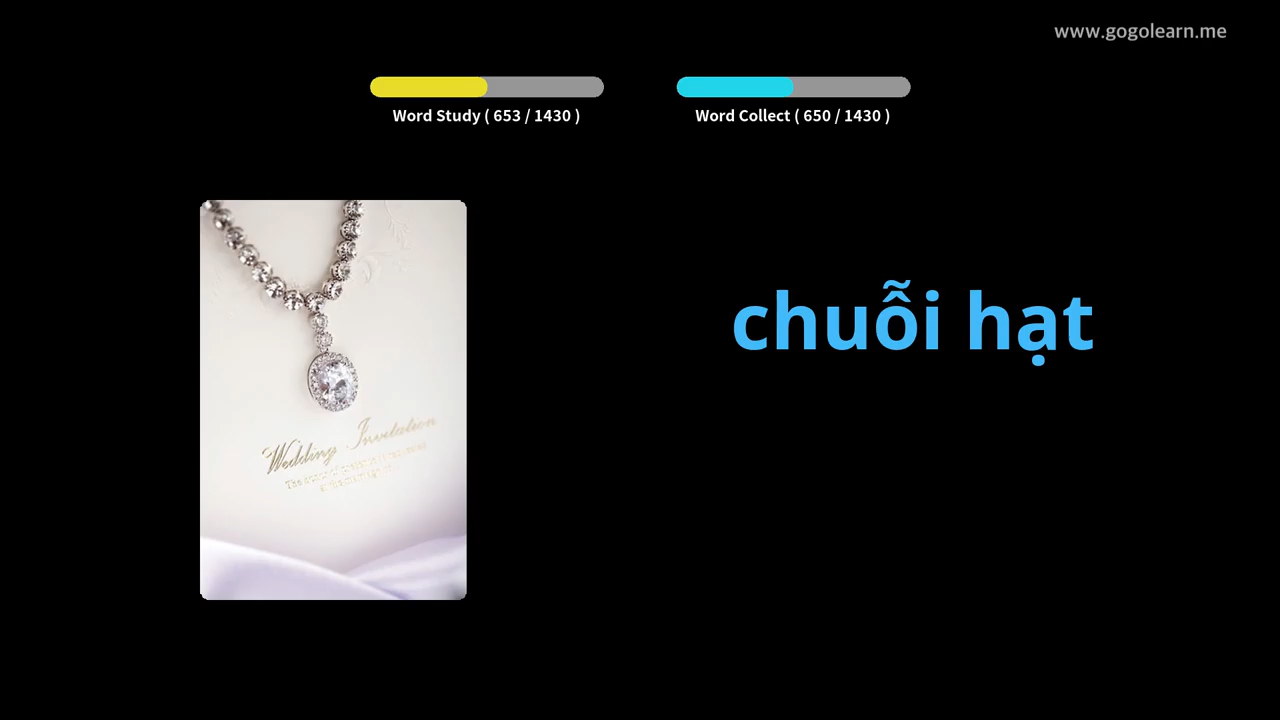 www.gogolearn.me
Word Study ( 653 / 1430 )
Word Collect ( 650 / 1430 )
chuỗi hạt
Wedding Invitation